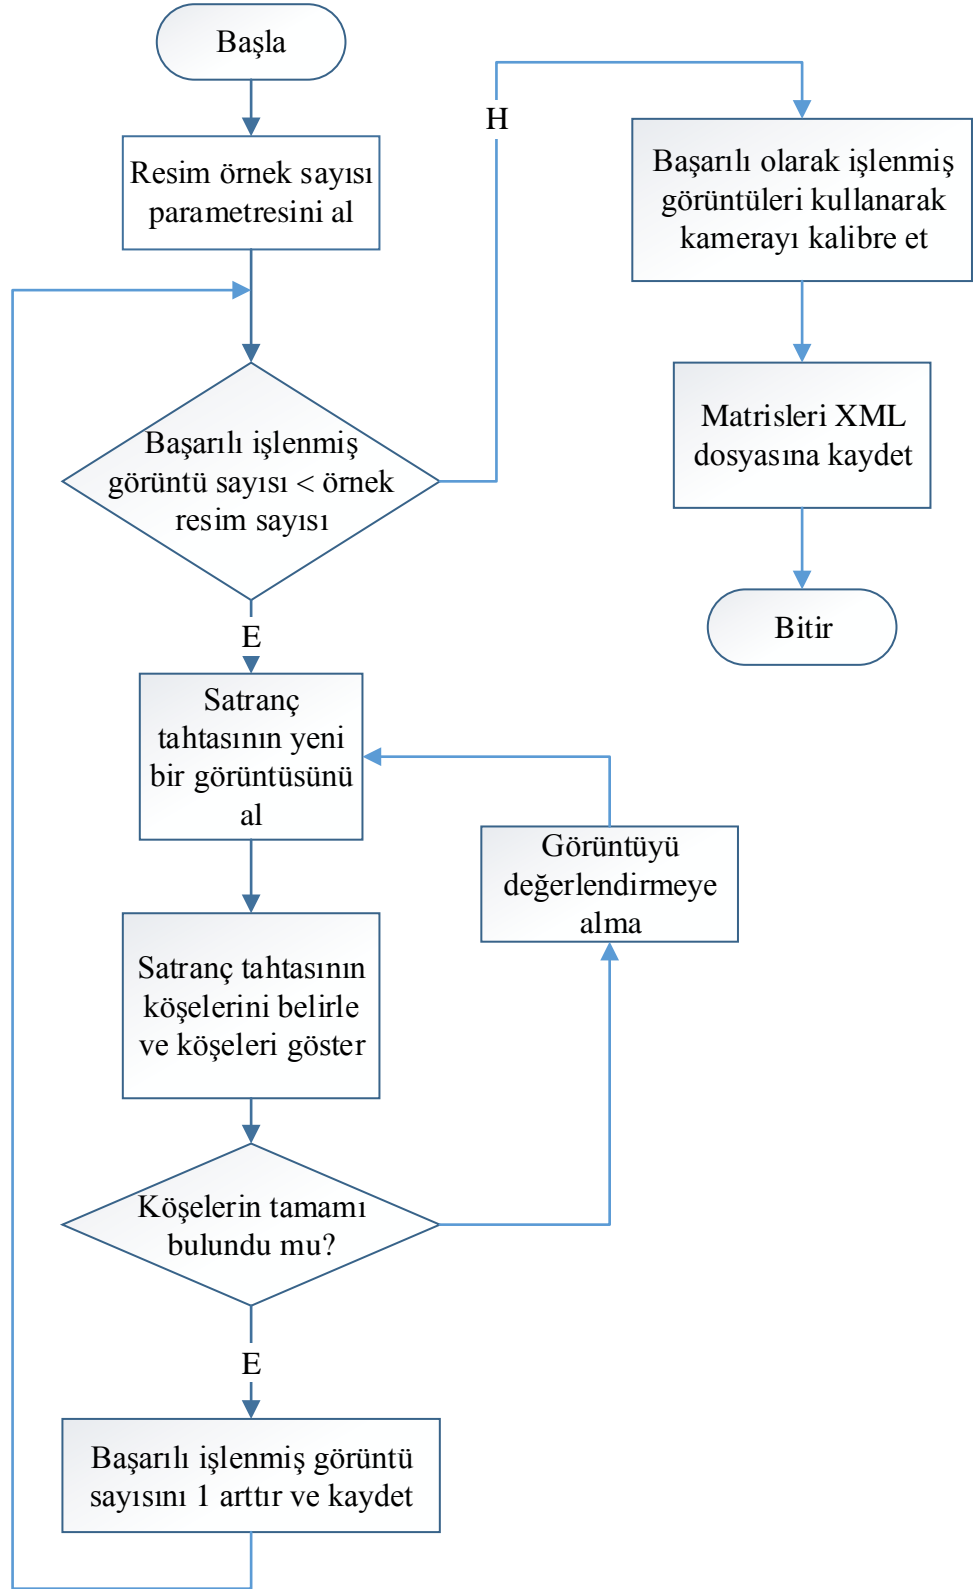 Başla
Resim örnek sayısı
parametresini al
Başarılı işlenmiş
görüntü sayısı < örnek
resim sayısı
H
Başarılı olarak işlenmiş
görüntüleri kullanarak
kamerayı kalibre et
Matrisleri XML
dosyasına kaydet
Bitir
E
Satranç
tahtasının yeni
bir görüntüsünü
al
Satranç tahtasının
köşelerini belirle
ve köşeleri göster
Görüntüyü
değerlendirmeye
alma
Köşelerin tamamı
bulundu mu?
E
Başarılı işlenmiş görüntü
sayısını 1 arttır ve kaydet